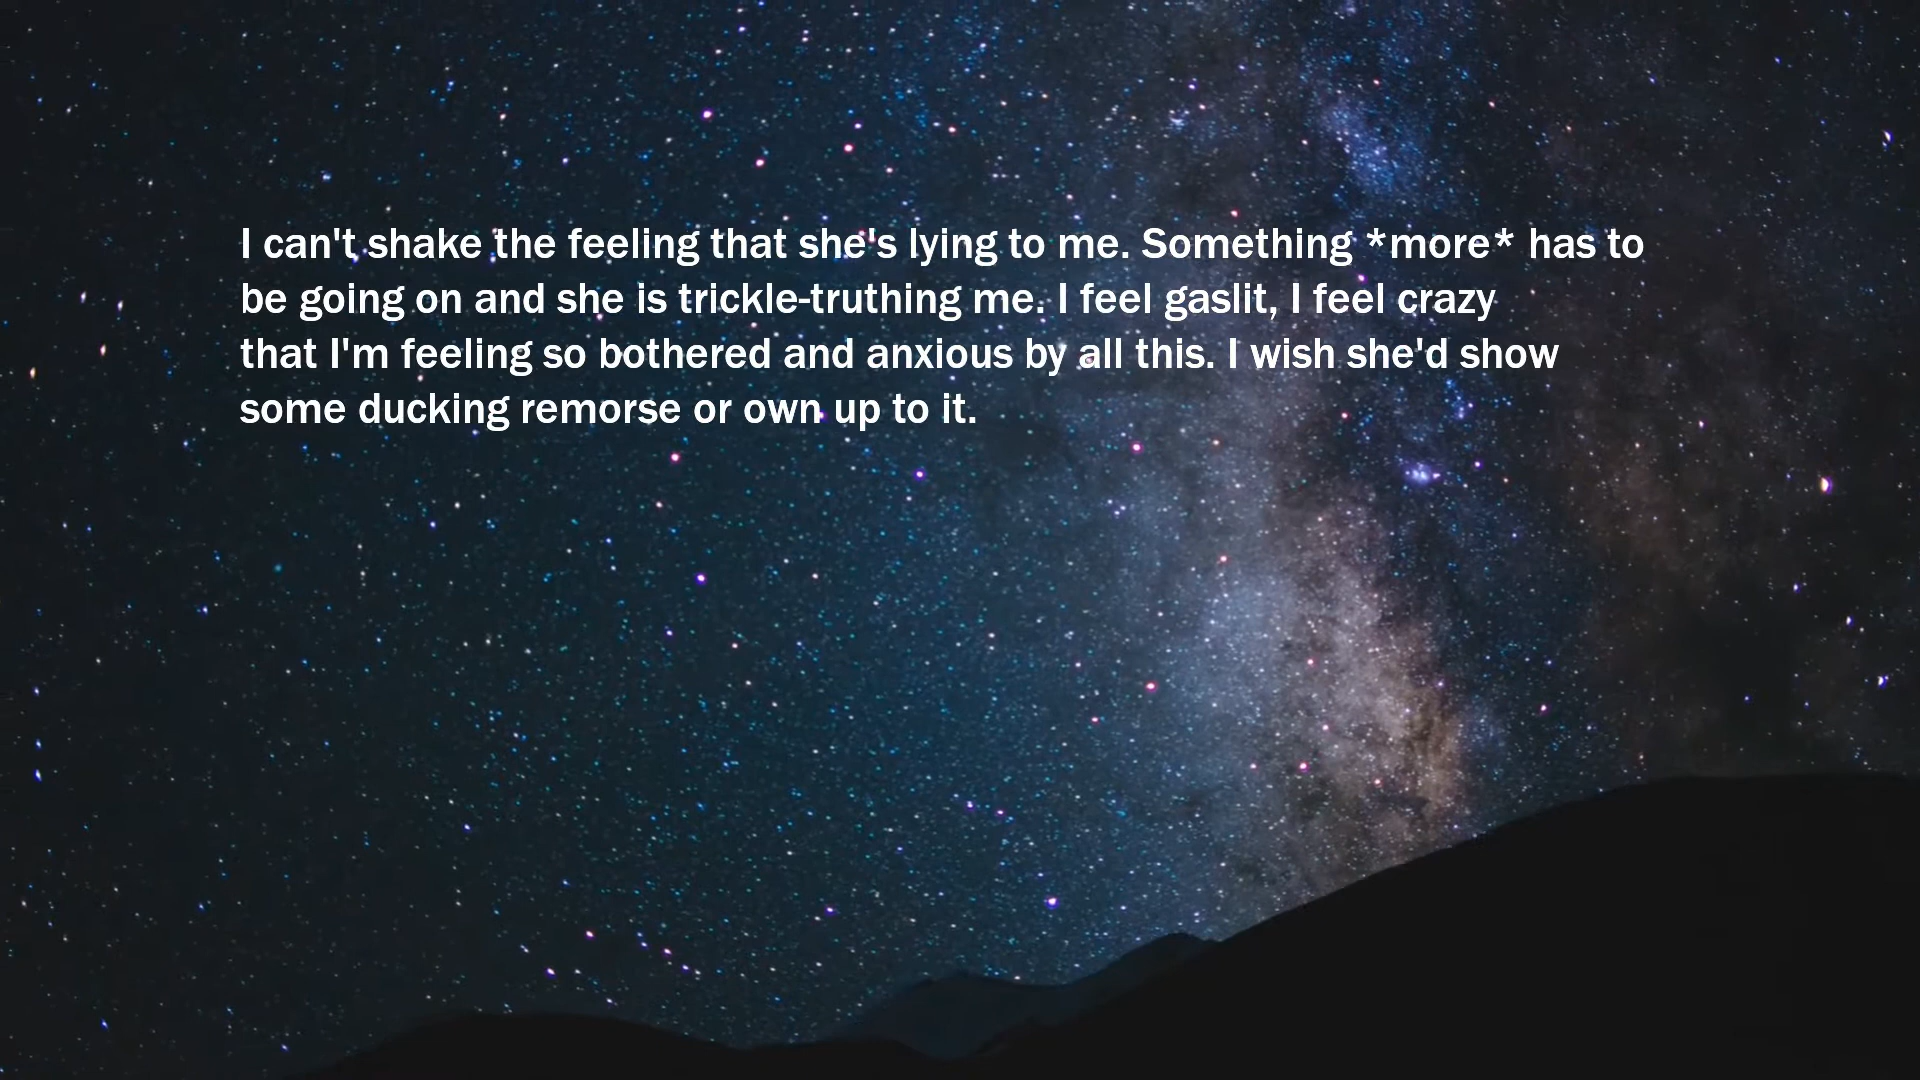 I can't shake the feeling that she's lying to me. Something *more* has to
be going on and she is trickle-truthing me. I feel gaslit, I feel crazy
that I'm feeling so bothered and anxious by all this. I wish she'd show
some ducking remorse or own up to it.